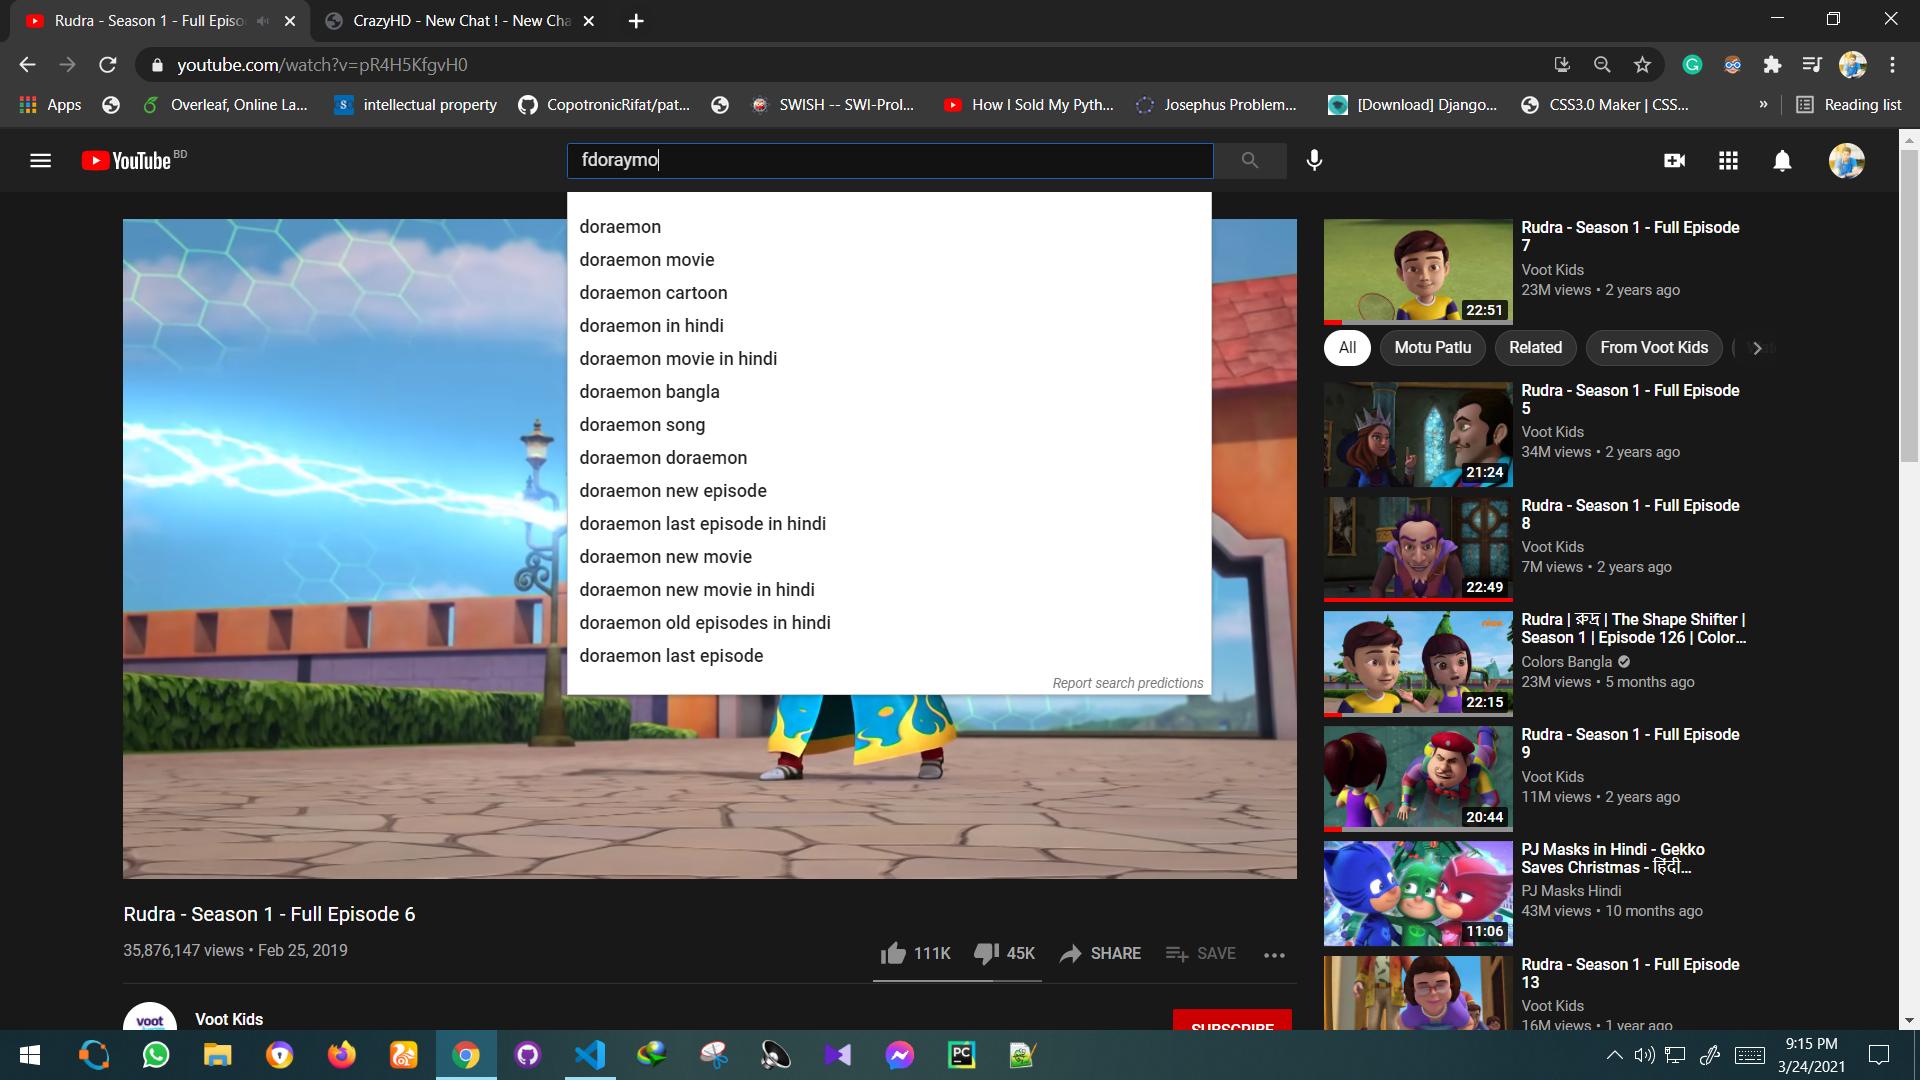 Rudra - Season 1 - Full Episo
CrazyHD - New Chat ! - New Cha
youtube.com/watch?v=pR4H5KfgvH0
Apps
Overleaf, Online La...
intellectual property
CopotronicRifat/pat...
SWISH -- SWI-Prol...
How I Sold My Pyth...
Josephus Problem...
[Download] Django...
CSS3.0 Maker | CSS...
»
Reading list
YouTube BD
fdoraymo
doraemon
doraemon movie
doraemon cartoon
doraemon in hindi
doraemon movie in hindi
doraemon bangla
doraemon song
doraemon doraemon
doraemon new episode
doraemon last episode in hindi
doraemon new movie
doraemon new movie in hindi
doraemon old episodes in hindi
doraemon last episode
Report search predictions
Rudra - Season 1 - Full Episode 6
35,876,147 views • Feb 25, 2019
111K
45K
SHARE
SAVE
voot
Voot Kids
SUBSCRIBE
Rudra - Season 1 - Full Episode
7
Voot Kids
23M views • 2 years ago
22:51
All
Motu Patlu
Related
From Voot Kids
Rudra - Season 1 - Full Episode
5
Voot Kids
34M views • 2 years ago
21:24
Rudra - Season 1 - Full Episode
8
Voot Kids
7M views • 2 years ago
22:49
Rudra | রুদ্র | The Shape Shifter |
Season 1 | Episode 126 | Color...
Colors Bangla
23M views • 5 months ago
22:15
Rudra - Season 1 - Full Episode
9
Voot Kids
11M views • 2 years ago
20:44
PJ Masks in Hindi - Gekko
Saves Christmas - हिंदी...
PJ Masks Hindi
43M views • 10 months ago
11:06
Rudra - Season 1 - Full Episode
13
Voot Kids
16M views • 1 year ago
9:15 PM
3/24/2021